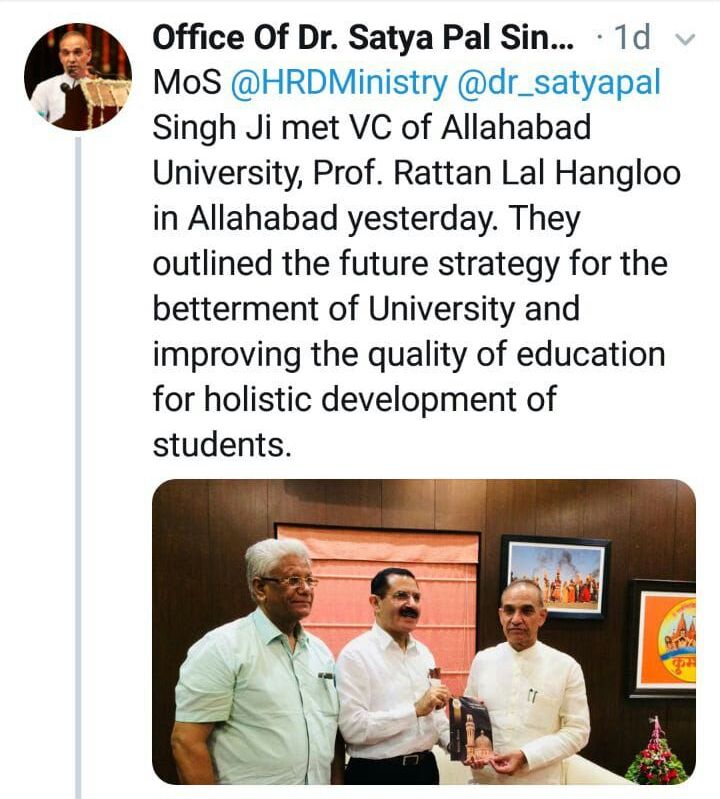 Office Of Dr. Satya Pal Sin... · 1d
MoS @HRDMinistry @dr_satyapal
Singh Ji met VC of Allahabad
University, Prof. Rattan Lal Hangloo
in Allahabad yesterday. They
outlined the future strategy for the
betterment of University and
improving the quality of education
for holistic development of
students.